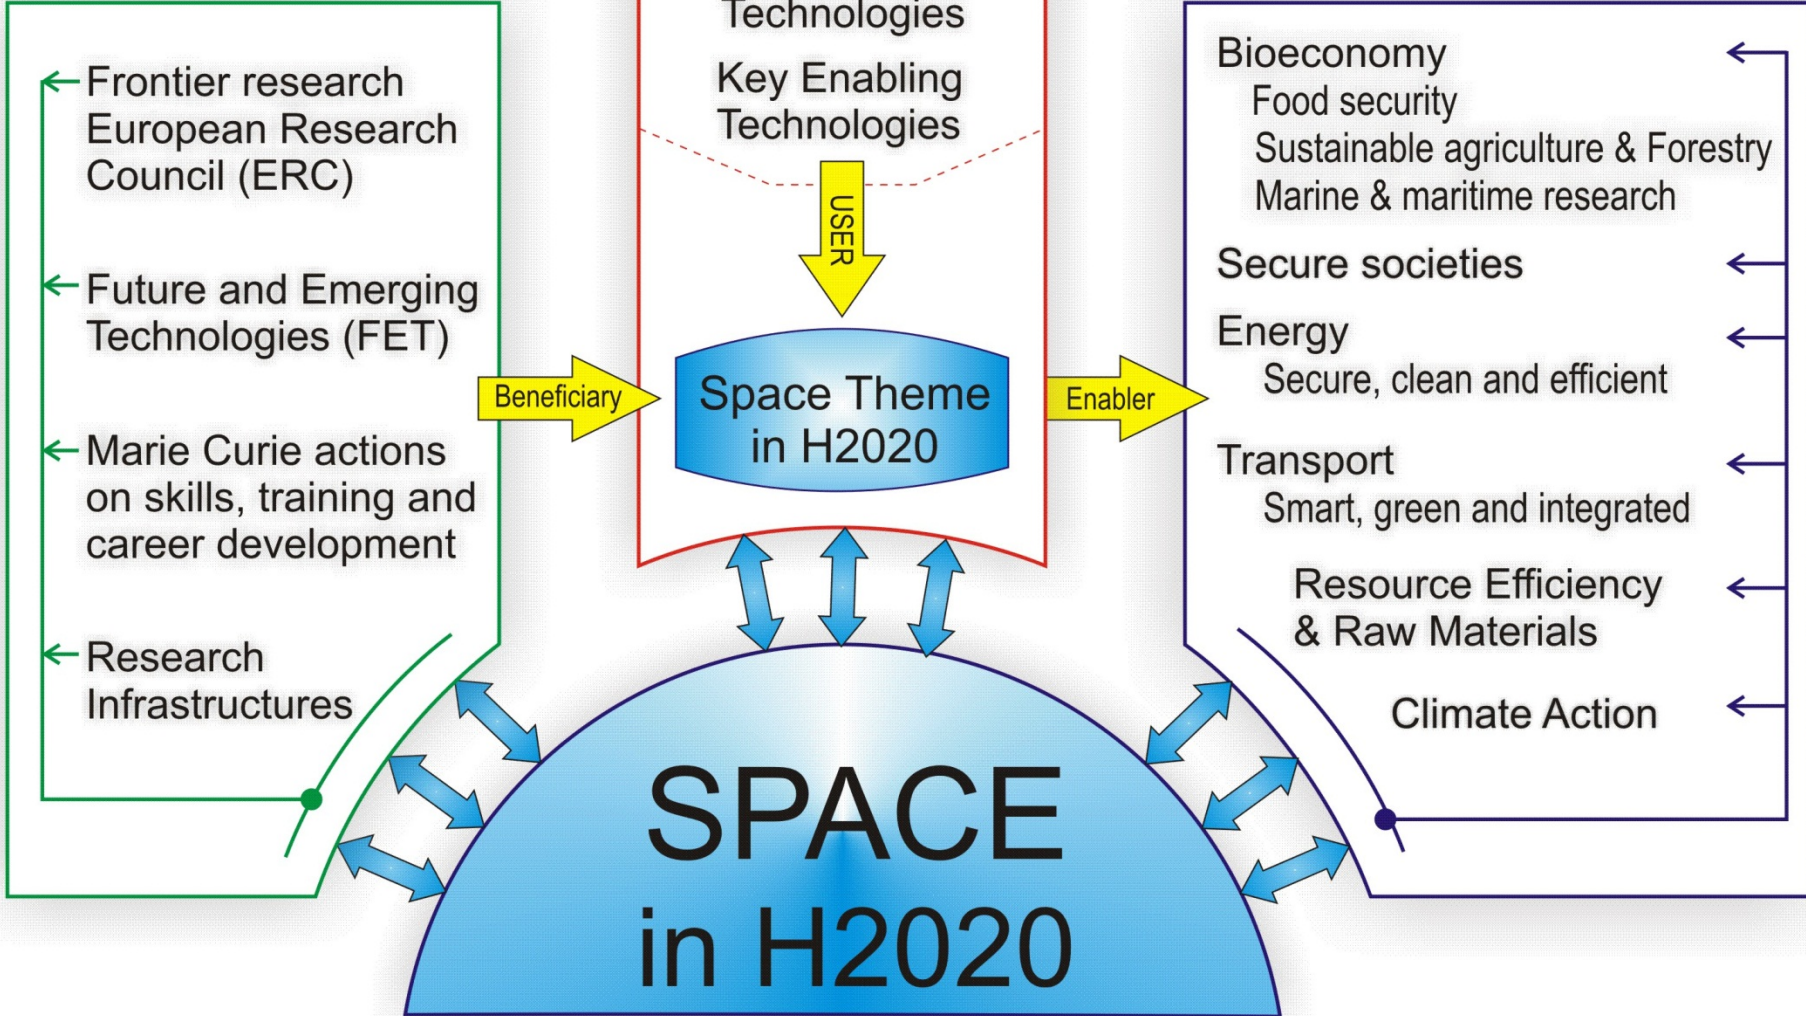 Frontier research
European Research
Council (ERC)
Future and Emerging
Technologies (FET)
Marie Curie actions
on skills, training and
career development
Research
Infrastructures
Beneficiary
Technologies
Key Enabling
Technologies
USER
Space Theme
in H2020
Enabler
Bioeconomy
Food security
Sustainable agriculture & Forestry
Marine & maritime research
Secure societies
Energy
Secure, clean and efficient
Transport
Smart, green and integrated
Resource Efficiency
& Raw Materials
Climate Action
SPACE
in H2020